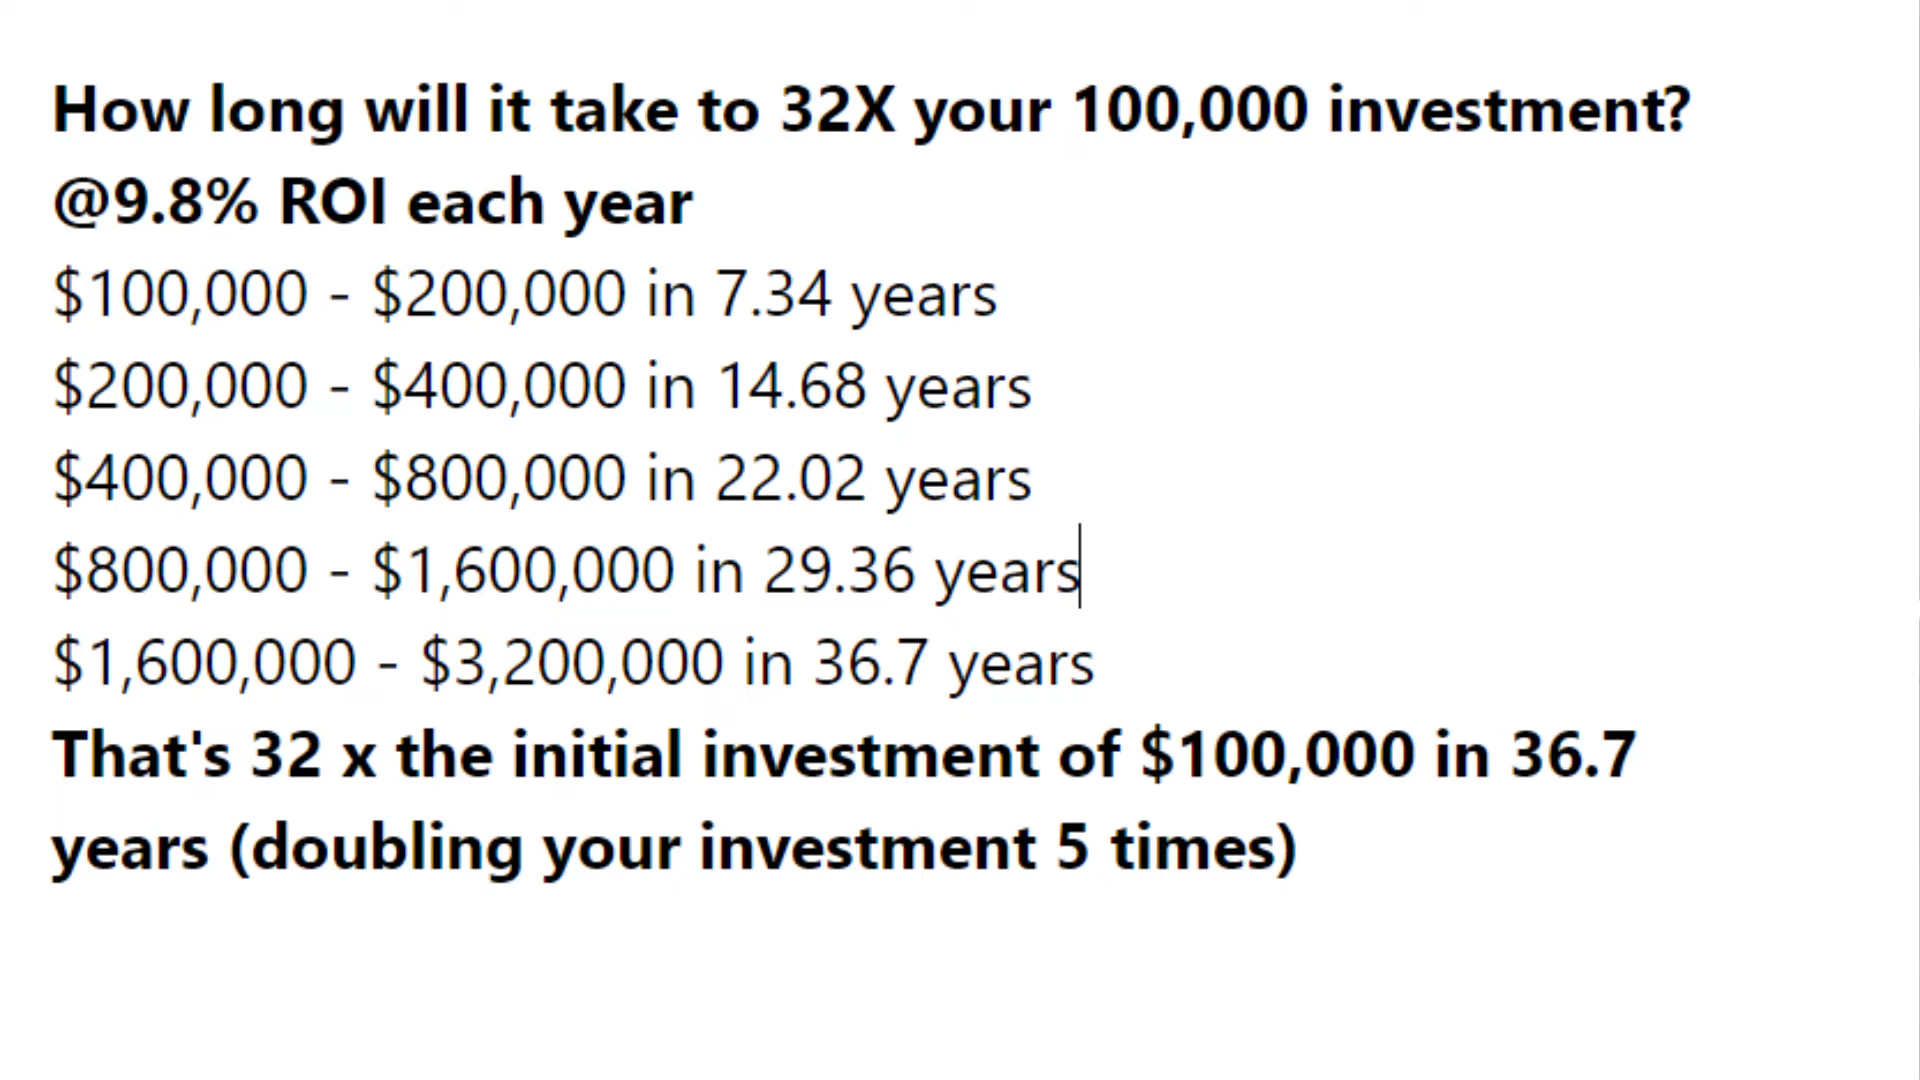 How long will it take to 32X your 100,000 investment?
@9.8% ROI each year
$100,000 - $200,000 in 7.34 years
$200,000 - $400,000 in 14.68 years
$400,000 - $800,000 in 22.02 years
$800,000 - $1,600,000 in 29.36 years
$1,600,000 - $3,200,000 in 36.7 years
That's 32 x the initial investment of $100,000 in 36.7
years (doubling your investment 5 times)